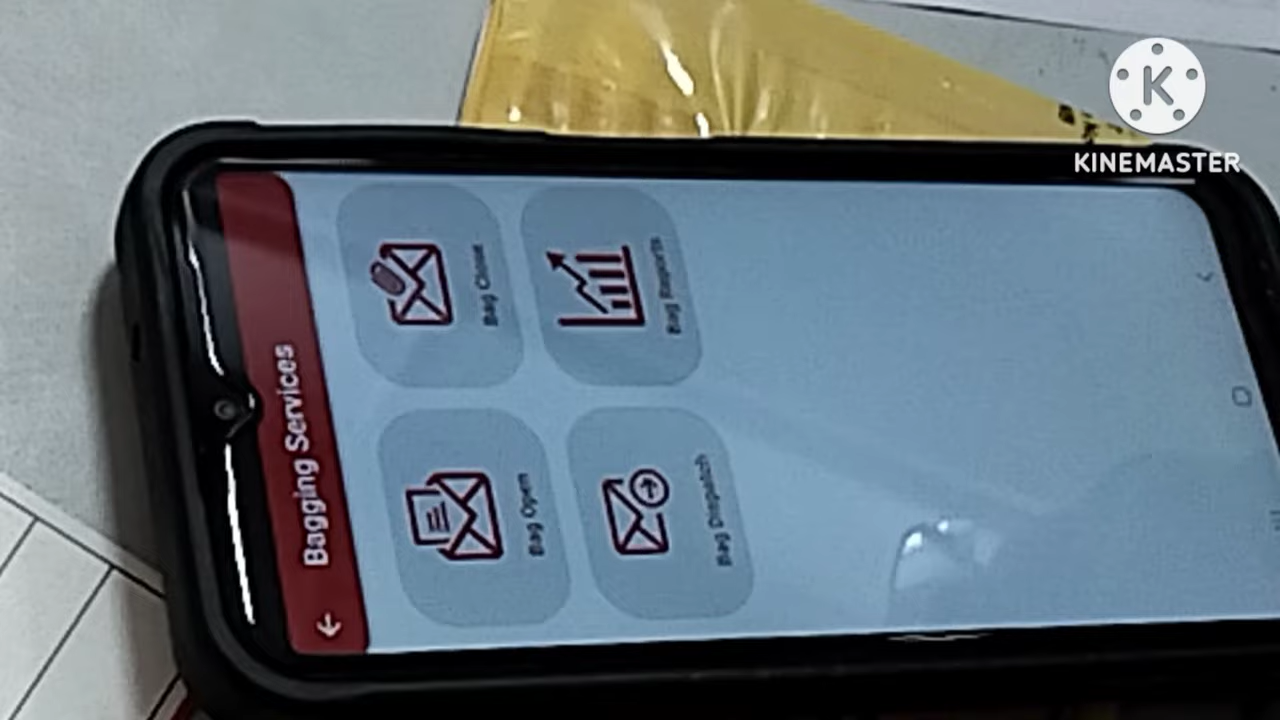 Bagging Services
Bag Open
Bag Close
Bag Dispatch
Bag Reports
K
KINEMASTER